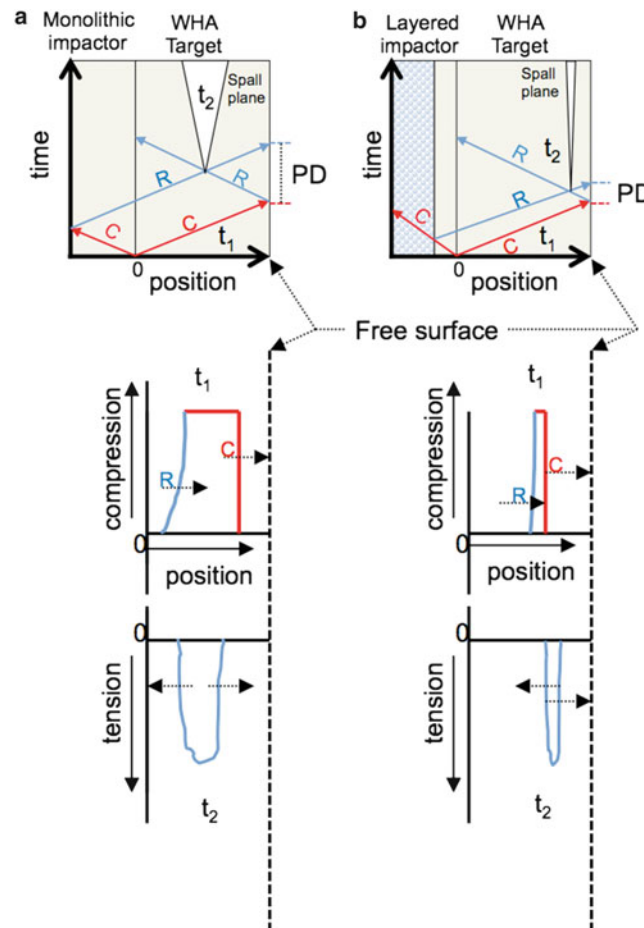 a
Monolithic impactor
WHA Target
Spall plane
t2
time
R
R
PD
C
C
t1
0
position
b
Layered impactor
WHA Target
Spall plane
t2
time
R
R
PD
C
C
t1
0
position
Free surface
t1
compression
R
C
0
position
t1
compression
R
C
0
position
0
tension
t2
0
tension
t2